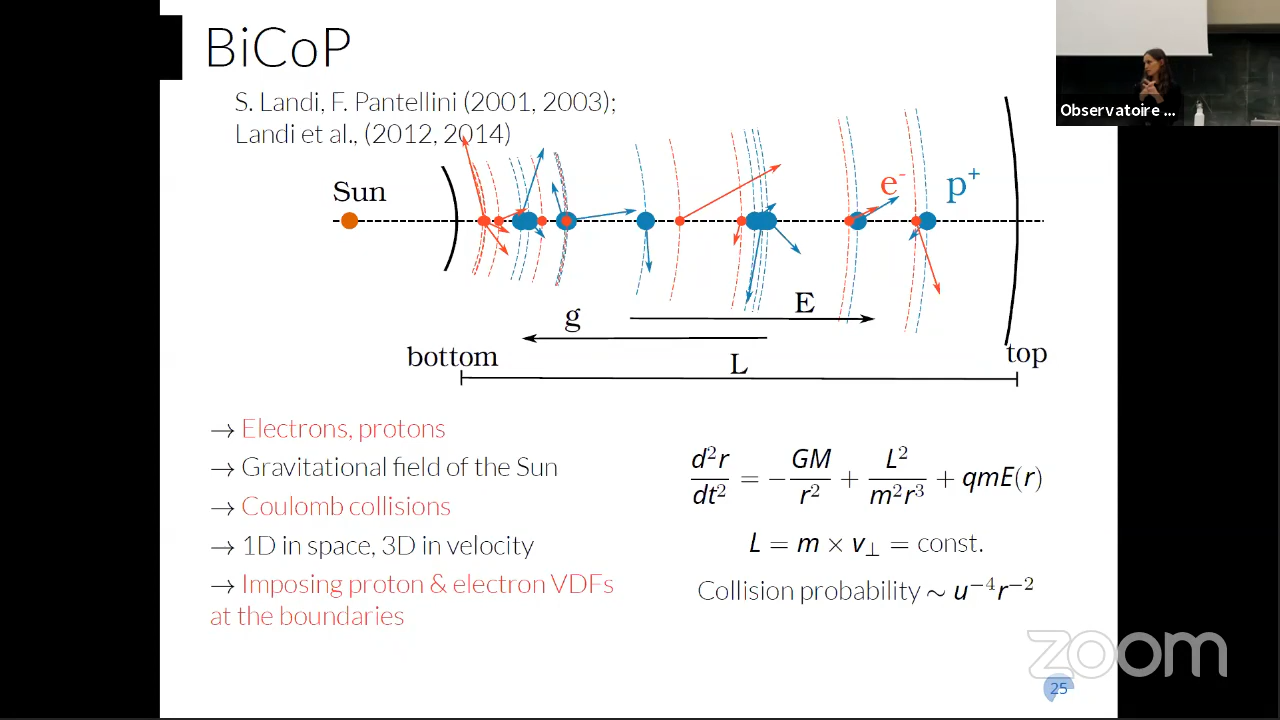 BiCoP
S. Landi, F. Pantellini (2001, 2003);
Landi et al., (2012, 2014)
Observatoire ...
Sun
e⁻
p⁺
E
g
bottom
top
L
→ Electrons, protons
→ Gravitational field of the Sun
→ Coulomb collisions
→ 1D in space, 3D in velocity
→ Imposing proton & electron VDFs
at the boundaries
d²r/dt² = −GM/r² + L²/m²r³ + qmE(r)
L = m × v⊥ = const.
Collision probability ∼ u⁻⁴r⁻²
zoom
25